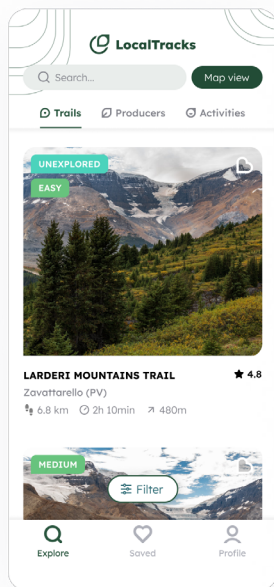 LocalTracks
Search... Map view
Trails Producers Activities
UNEXPLORED
EASY
LARDERI MOUNTAINS TRAIL 4.8
Zavattarello (PV)
6.8 km 2h 10min 480m
MEDIUM
Filter
Explore Saved Profile